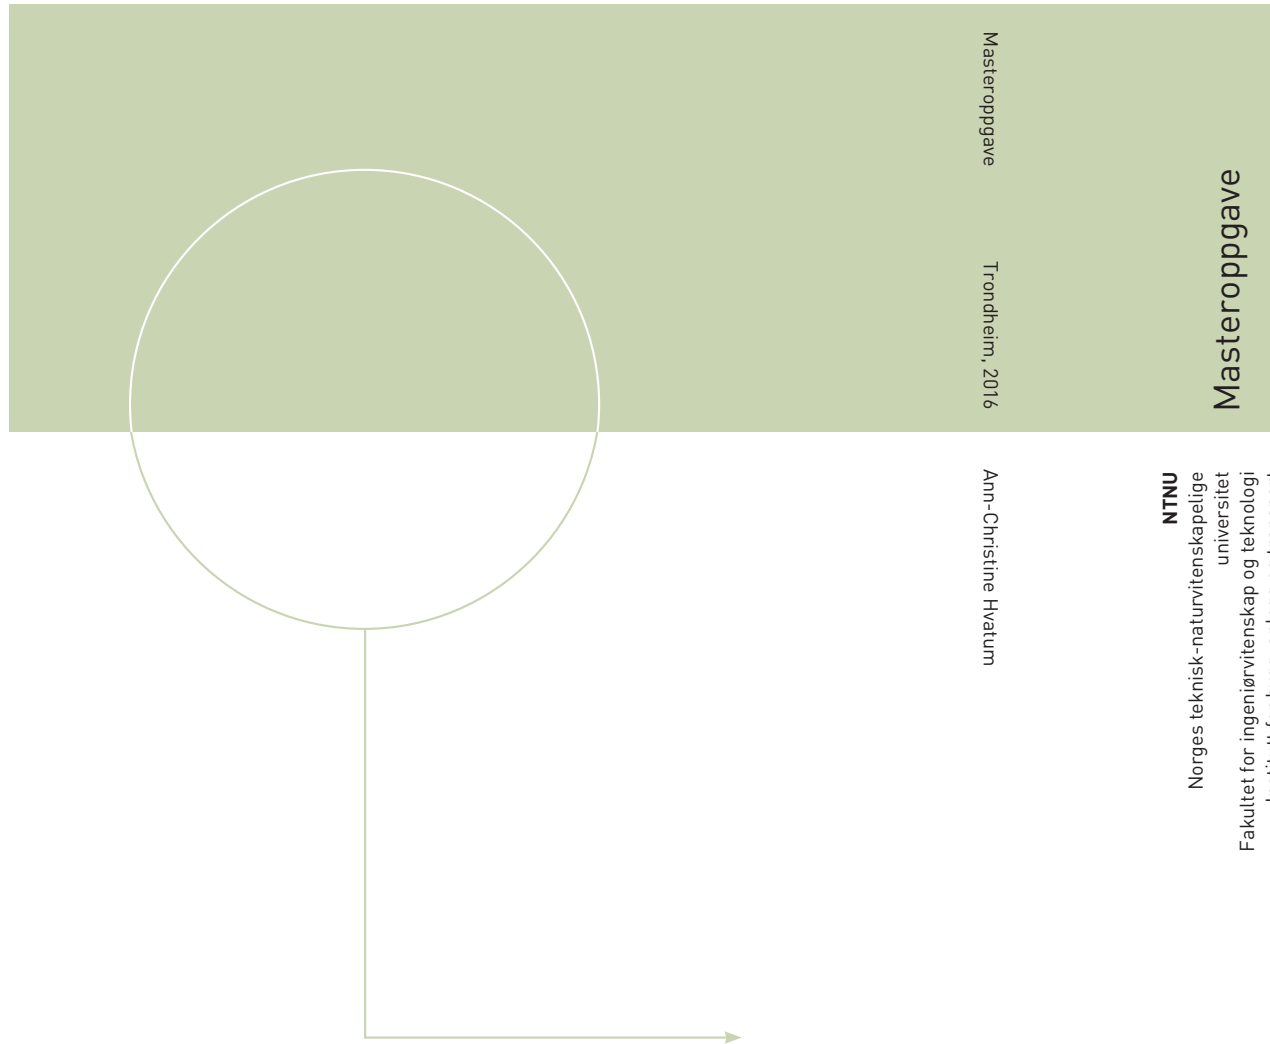 Masteroppgave
Trondheim, 2016
Ann-Christine Hvatum
Masteroppgave
NTNU
Norges teknisk-naturvitenskapelige
universitet
Fakultet for ingeniørvitenskap og teknologi